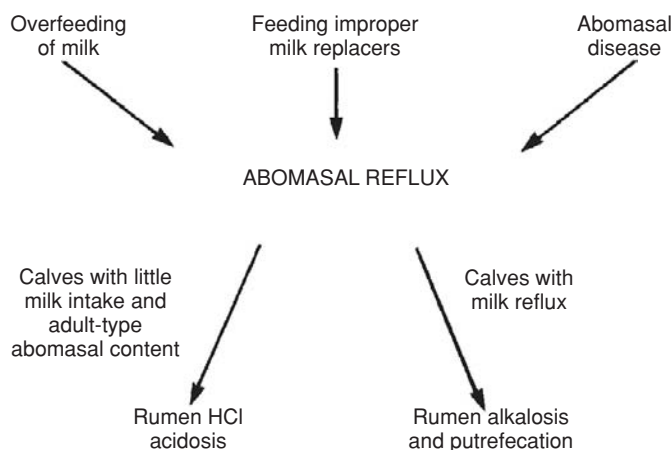 Overfeeding
of milk
Feeding improper
milk replacers
Abomasal
disease
ABOMASAL REFLUX
Calves with little
milk intake and
adult-type
abomasal content
Calves with
milk reflux
Rumen HCl
acidosis
Rumen alkalosis
and putrefecation